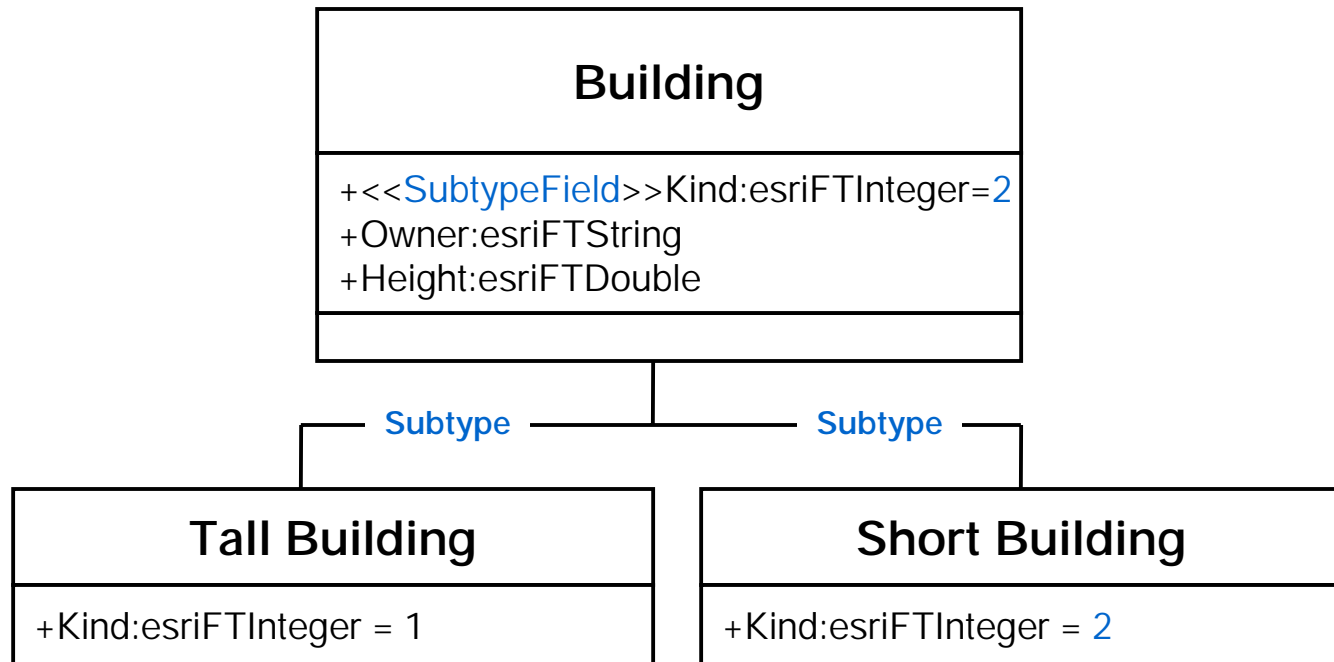 Building
+<<SubtypeField>>Kind:esriFTInteger=2
+Owner:esriFTString
+Height:esriFTDouble
Subtype
Subtype
Tall Building
+Kind:esriFTInteger = 1
Short Building
+Kind:esriFTInteger = 2